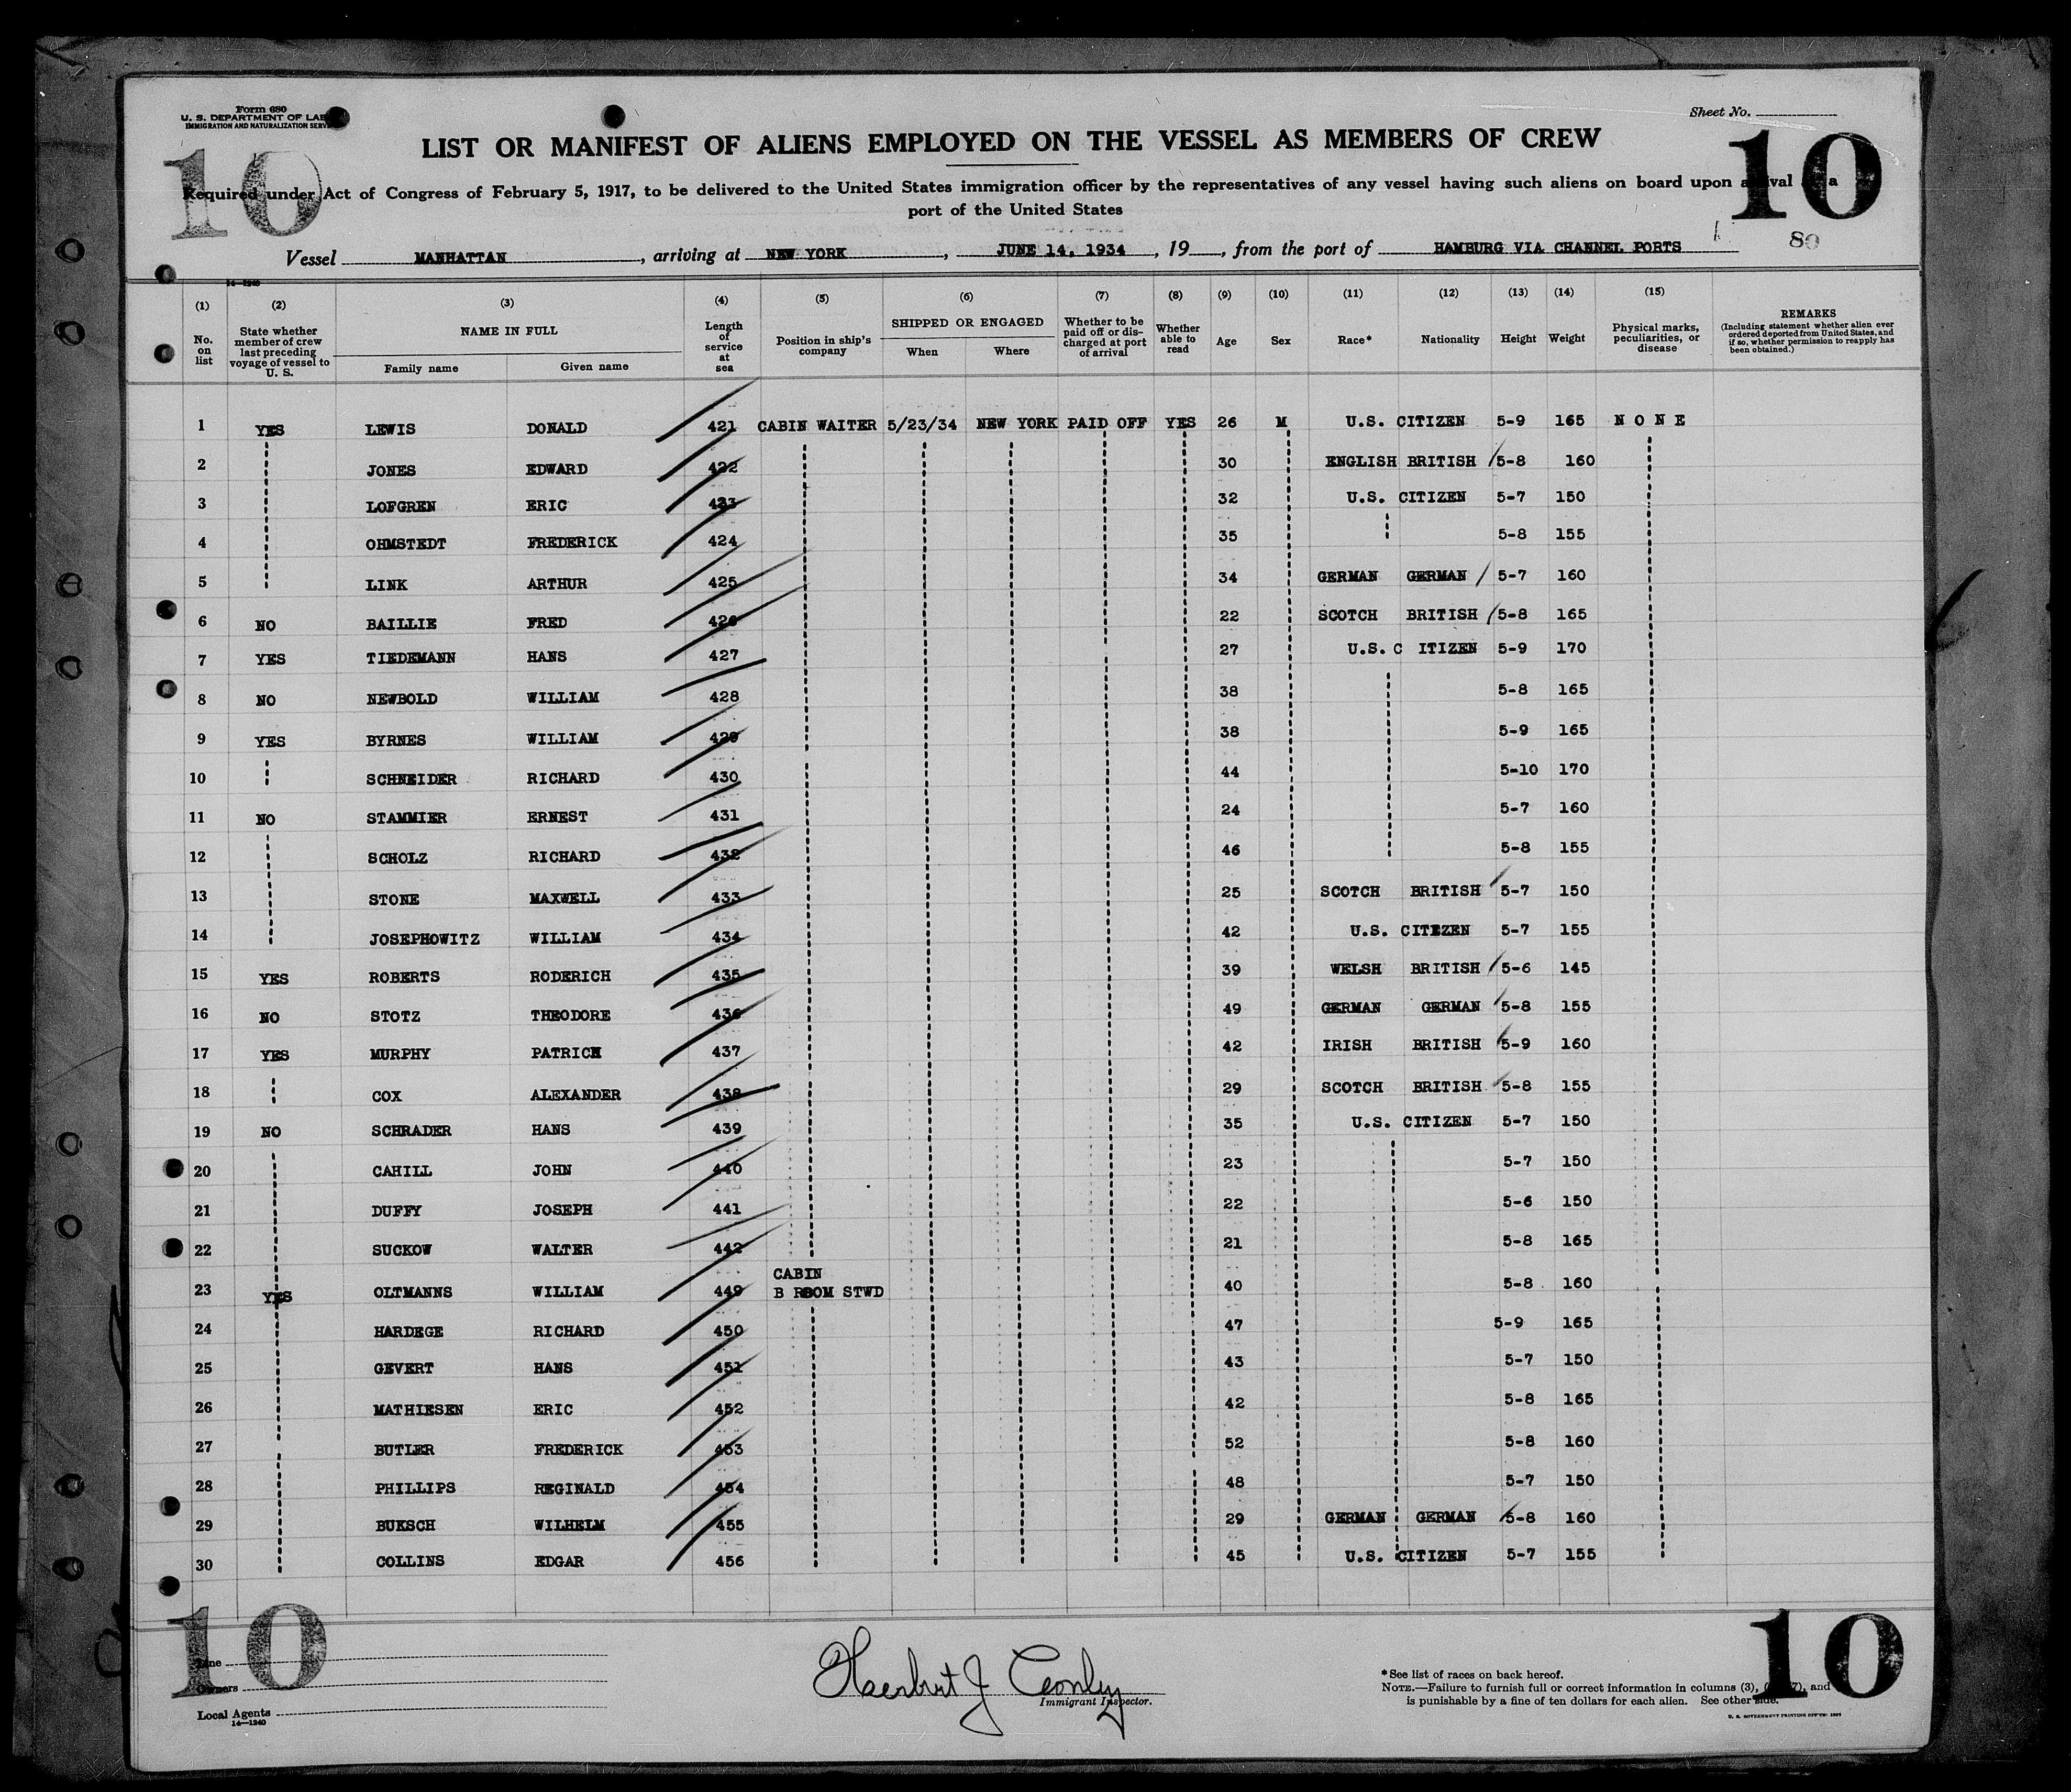 Form 680
U. S. DEPARTMENT OF LAB
IMMIGRATION AND NATURALIZATION SERV
Sheet No.
10
10
LIST OR MANIFEST OF ALIENS EMPLOYED ON THE VESSEL AS MEMBERS OF CREW
Required under Act of Congress of February 5, 1917, to be delivered to the United States immigration officer by the representatives of any vessel having such aliens on board upon arrival a
port of the United States
80
Vessel MANHATTAN , arriving at NEW YORK , JUNE 14, 1934 , 19 , from the port of HAMBURG VIA CHANNEL PORTS
14—1240
(1) (2) (3) (4) (5) (6) (7) (8) (9) (10) (11) (12) (13) (14) (15)
No. on list
State whether member of crew last preceding voyage of vessel to U. S.
NAME IN FULL
Family name Given name
Length of service at sea
Position in ship's company
SHIPPED OR ENGAGED
When Where
Whether to be paid off or discharged at port of arrival
Whether able to read
Age Sex Race* Nationality Height Weight
Physical marks, peculiarities, or disease
REMARKS
(Including statement whether alien ever ordered deported from United States, and if so, whether permission to reapply has been obtained.)
1 YES LEWIS DONALD 421 CABIN WAITER 5/23/34 NEW YORK PAID OFF YES 26 M U.S. CITIZEN 5-9 165 NONE
2 JONES EDWARD 422 30 ENGLISH BRITISH 5-8 160
3 LOFGREN ERIC 423 32 U.S. CITIZEN 5-7 150
4 OHMSTEDT FREDERICK 424 35 5-8 155
5 LINK ARTHUR 425 34 GERMAN GERMAN 5-7 160
6 NO BAILLIE FRED 426 22 SCOTCH BRITISH 5-8 165
7 YES TIEDEMANN HANS 427 27 U.S. C ITIZEN 5-9 170
8 NO NEWBOLD WILLIAM 428 38 5-8 165
9 YES BYRNES WILLIAM 429 38 5-9 165
10 SCHNEIDER RICHARD 430 44 5-10 170
11 NO STAMMIER ERNEST 431 24 5-7 160
12 SCHOLZ RICHARD 432 46 5-8 155
13 STONE MAXWELL 433 25 SCOTCH BRITISH 5-7 150
14 JOSEPHOWITZ WILLIAM 434 42 U.S. CITIZEN 5-7 155
15 YES ROBERTS RODERICH 435 39 WELSH BRITISH 5-6 145
16 NO STOTZ THEODORE 436 49 GERMAN GERMAN 5-8 155
17 YES MURPHY PATRICK 437 42 IRISH BRITISH 5-9 160
18 COX ALEXANDER 438 29 SCOTCH BRITISH 5-8 155
19 NO SCHRADER HANS 439 35 U.S. CITIZEN 5-7 150
20 CAHILL JOHN 440 23 5-7 150
21 DUFFY JOSEPH 441 22 5-6 150
22 SUCKOW WALTER 442 21 5-8 165
23 YES OLTMANNS WILLIAM 449 CABIN B ROOM STWD 40 5-8 160
24 HARDEGE RICHARD 450 47 5-9 165
25 GEVERT HANS 451 43 5-7 150
26 MATHIESEN ERIC 452 42 5-8 165
27 BUTLER FREDERICK 453 52 5-8 160
28 PHILLIPS REGINALD 454 48 5-7 150
29 BUKSCH WILHELM 455 29 GERMAN GERMAN 5-8 160
30 COLLINS EDGAR 456 45 U.S. CITIZEN 5-7 155
10
10
Line
Owners
Local Agents
14—1240
Herbert J Conley
Immigrant Inspector.
*See list of races on back hereof.
NOTE.—Failure to furnish full or correct information in columns (3), (7), and
is punishable by a fine of ten dollars for each alien. See other side.
U. S. GOVERNMENT PRINTING OFFICE